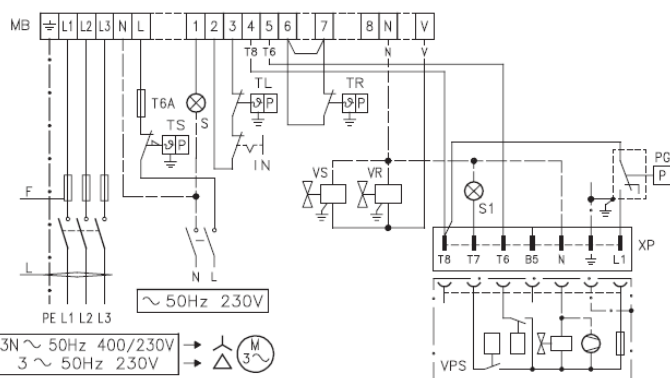 MB ⏚ L1 L2 L3 N L 1 2 3 4 5 6 7 8 N V
T8 T6 N V
T6A
S
TS
ϑ P
TL
ϑ P
TR
ϑ P
IN
F
L
VS
VR
S1
PG
P
XP
T8 T7 T6 B5 N ⏚ L1
N L
∼ 50Hz 230V
PE L1 L2 L3
3N ∼ 50Hz 400/230V
3 ∼ 50Hz 230V
M
3∼
VPS